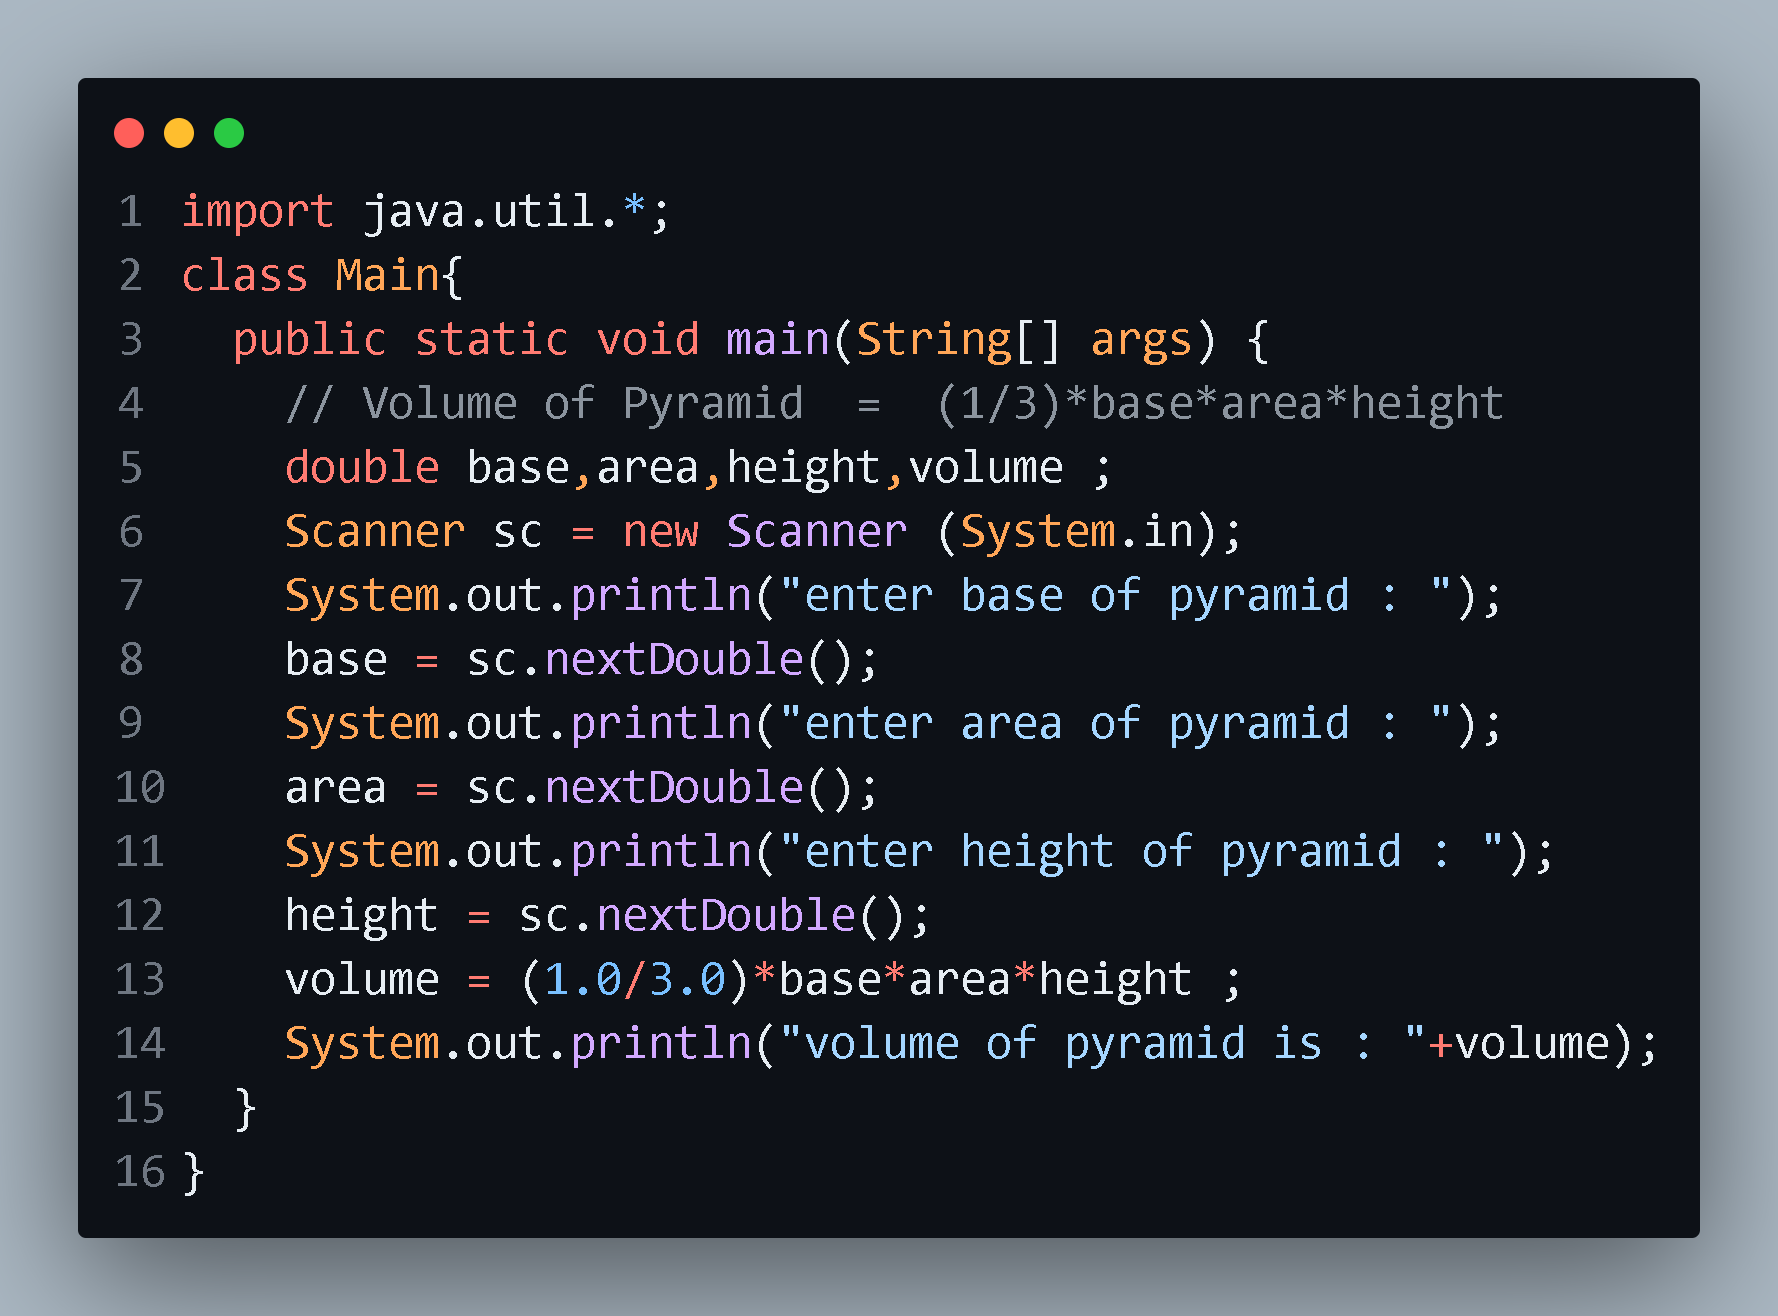 1 import java.util.*;
2 class Main{
3   public static void main(String[] args) {
4     // Volume of Pyramid  =  (1/3)*base*area*height
5     double base,area,height,volume ;
6     Scanner sc = new Scanner (System.in);
7     System.out.println("enter base of pyramid : ");
8     base = sc.nextDouble();
9     System.out.println("enter area of pyramid : ");
10     area = sc.nextDouble();
11     System.out.println("enter height of pyramid : ");
12     height = sc.nextDouble();
13     volume = (1.0/3.0)*base*area*height ;
14     System.out.println("volume of pyramid is : "+volume);
15   }
16 }